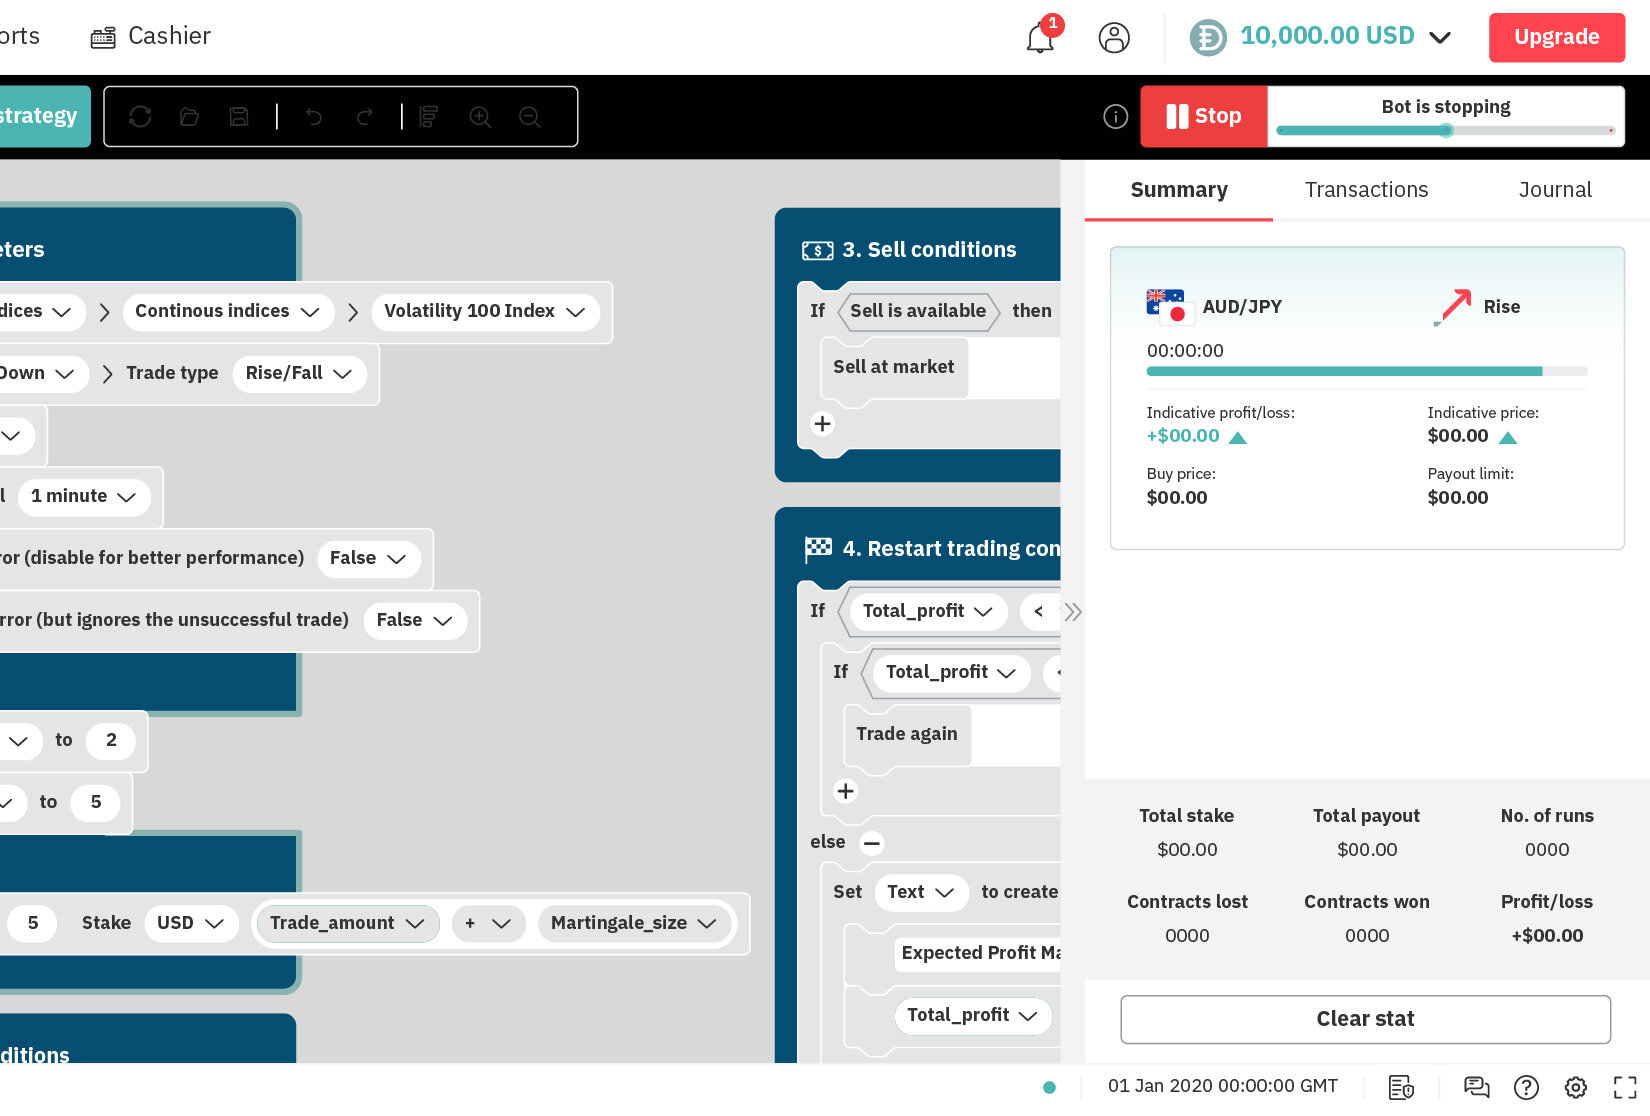 orts
Cashier
1
10,000.00 USD
Upgrade
strategy
Stop
Bot is stopping
eters
dices
Continous indices
Volatility 100 Index
Down
Trade type
Rise/Fall
l
1 minute
ror (disable for better performance)
False
rror (but ignores the unsuccessful trade)
False
to
2
to
5
5
Stake
USD
Trade_amount
+
Martingale_size
ditions
3. Sell conditions
If
Sell is available
then
Sell at market
4. Restart trading con
If
Total_profit
<
If
Total_profit
Trade again
else
Set
Text
to create
Expected Profit Ma
Total_profit
Summary
Transactions
Journal
AUD/JPY
Rise
00:00:00
Indicative profit/loss:
Indicative price:
+$00.00
$00.00
Buy price:
Payout limit:
$00.00
$00.00
Total stake
Total payout
No. of runs
$00.00
$00.00
0000
Contracts lost
Contracts won
Profit/loss
0000
0000
+$00.00
Clear stat
01 Jan 2020 00:00:00 GMT